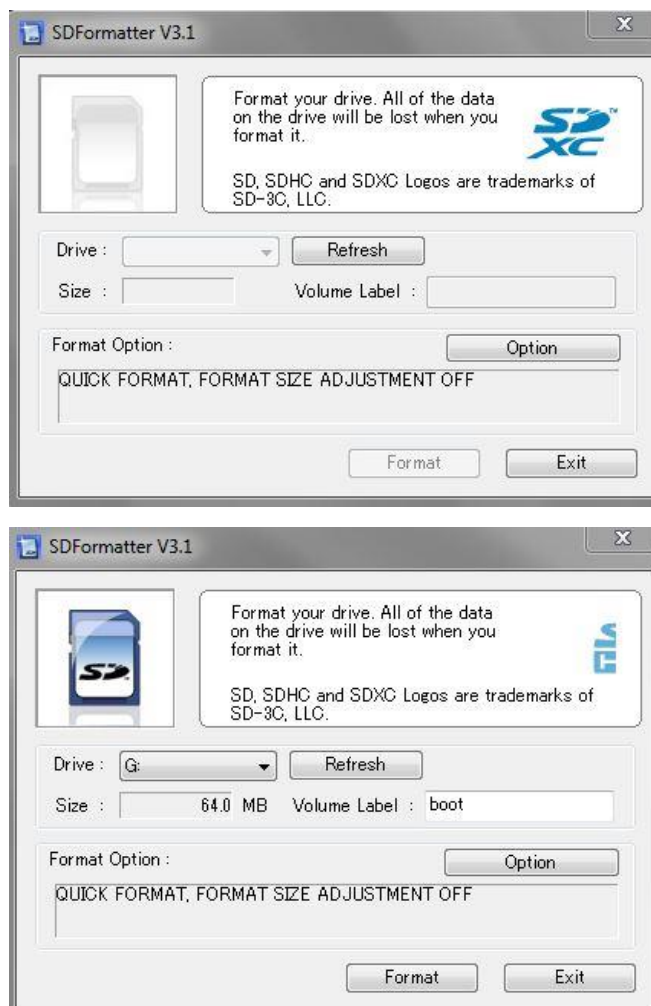 SDFormatter V3.1
Format your drive. All of the data
on the drive will be lost when you
format it.
SD XC™
SD, SDHC and SDXC Logos are trademarks of
SD-3C, LLC.
Drive :
Refresh
Size :
Volume Label :
Format Option :
Option
QUICK FORMAT, FORMAT SIZE ADJUSTMENT OFF
Format
Exit
SDFormatter V3.1
Format your drive. All of the data
on the drive will be lost when you
format it.
SD
SD, SDHC and SDXC Logos are trademarks of
SD-3C, LLC.
Drive : G:
Refresh
Size : 64.0 MB
Volume Label : boot
Format Option :
Option
QUICK FORMAT, FORMAT SIZE ADJUSTMENT OFF
Format
Exit